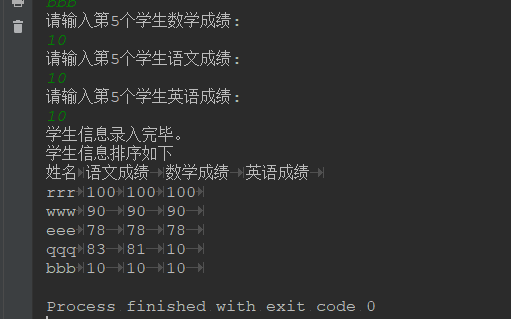 bbb
请输入第5个学生数学成绩:
10
请输入第5个学生语文成绩:
10
请输入第5个学生英语成绩:
10
学生信息录入完毕。
学生信息排序如下
姓名 语文成绩 数学成绩 英语成绩
rrr 100 100 100
www 90 90 90
eee 78 78 78
qqq 83 81 10
bbb 10 10 10
Process finished with exit code 0